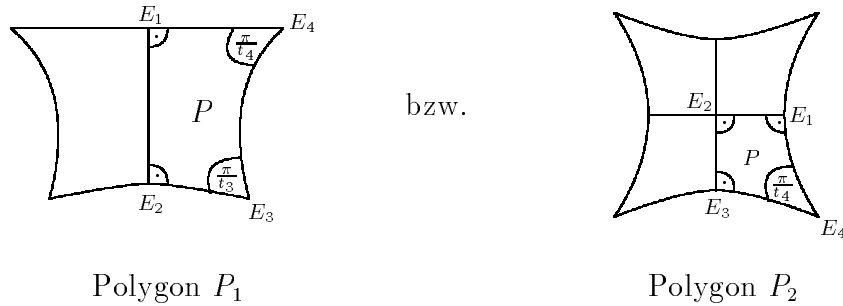 E₁ E₄
π/t₄
P
π/t₃
E₂
E₃
bzw.
E₂ E₁
P
π/t₄
E₃
E₄
Polygon P₁
Polygon P₂